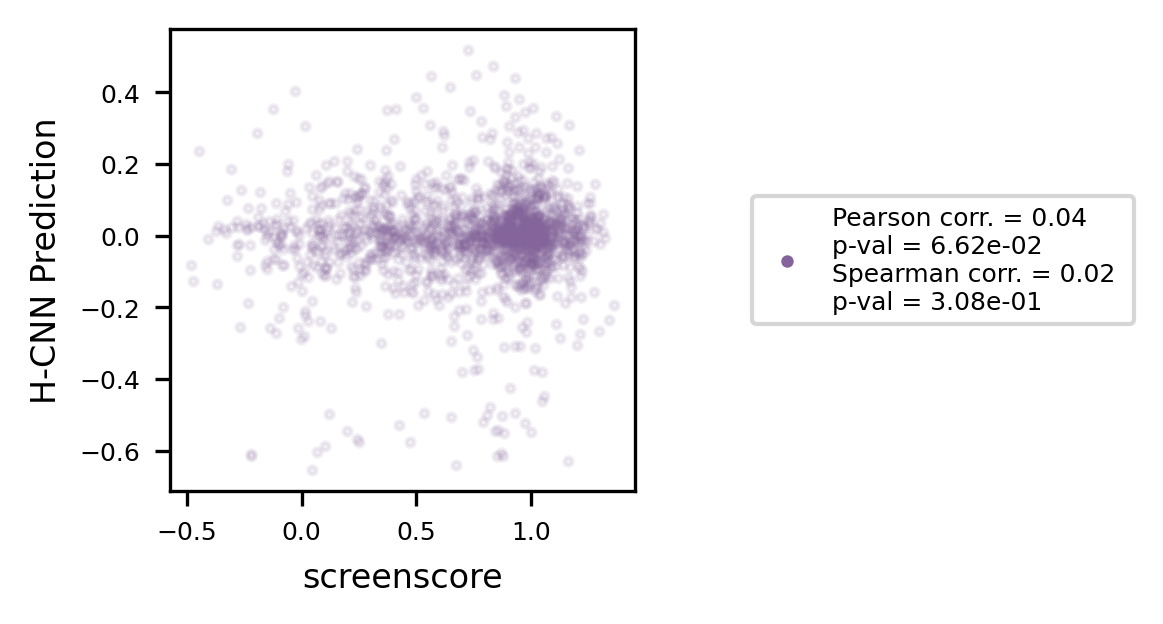 H-CNN Prediction
0.4
0.2
0.0
−0.2
−0.4
−0.6
−0.5
0.0
0.5
1.0
screenscore
Pearson corr. = 0.04
p-val = 6.62e-02
Spearman corr. = 0.02
p-val = 3.08e-01